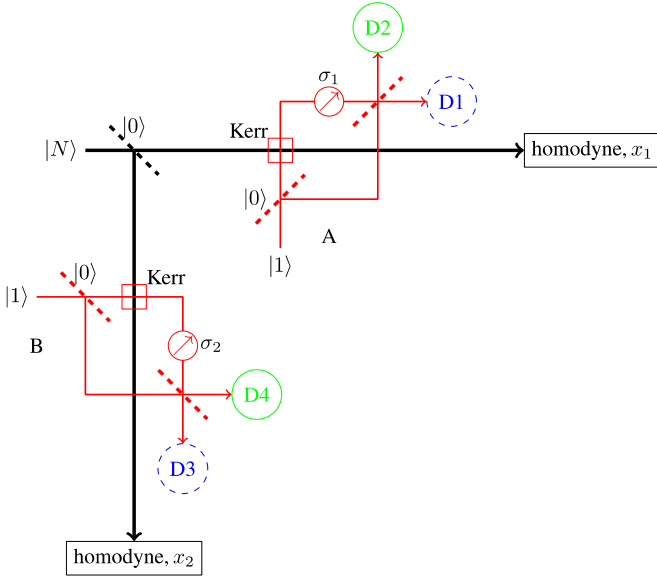 D2
σ₁
D1
Kerr
|0⟩
|N⟩
homodyne, x₁
|0⟩
A
|1⟩
|0⟩
Kerr
|1⟩
B
σ₂
D4
D3
homodyne, x₂